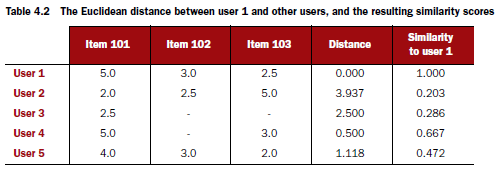 Table 4.2 The Euclidean distance between user 1 and other users, and the resulting similarity scores
Item 101 Item 102 Item 103 Distance Similarity to user 1
User 1 5.0 3.0 2.5 0.000 1.000
User 2 2.0 2.5 5.0 3.937 0.203
User 3 2.5 - - 2.500 0.286
User 4 5.0 - 3.0 0.500 0.667
User 5 4.0 3.0 2.0 1.118 0.472